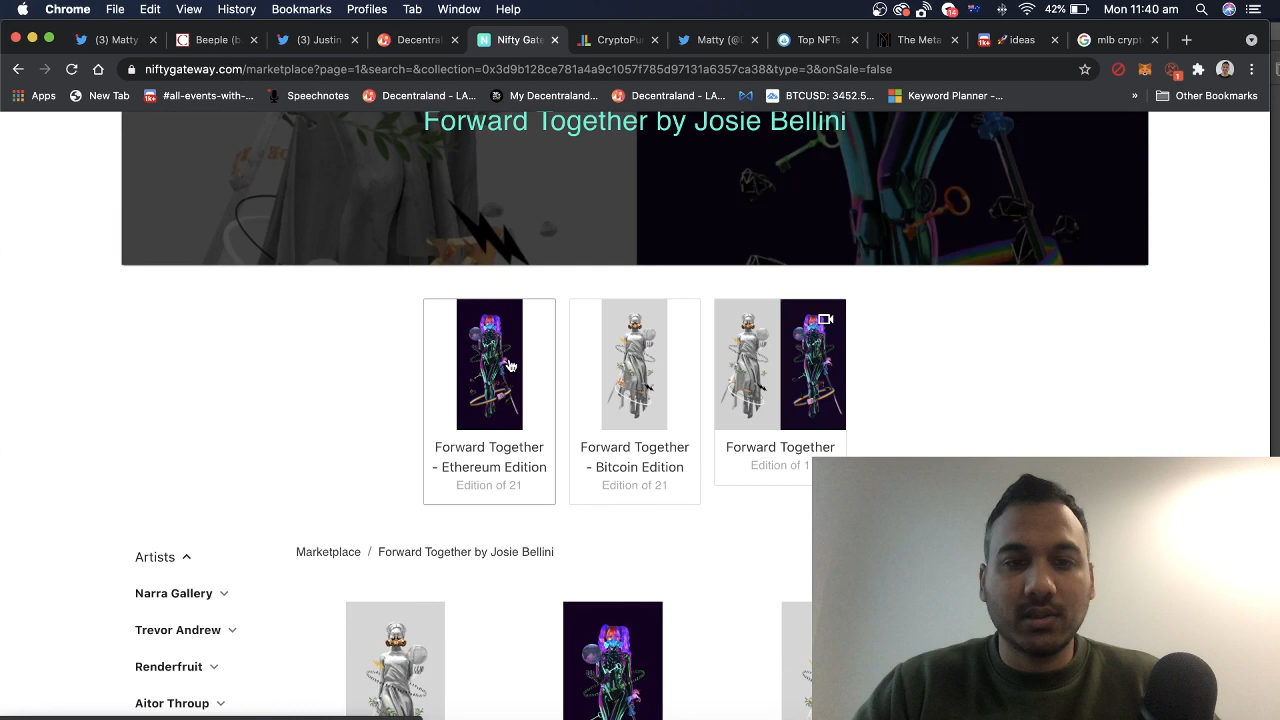 Chrome File Edit View History Bookmarks Profiles Tab Window Help 14 42% Mon 11:40 am
(3) Matty Beeple (b (3) Justin Decentral Nifty Gate CryptoPu Matty (@ Top NFTs The Meta ideas mlb crypt
niftygateway.com/marketplace?page=1&search=&collection=0x3d9b128ce781a4a9c1057f785d97131a6357ca38&type=3&onSale=false 1
Apps New Tab #all-events-with-... Speechnotes Decentraland - LA... My Decentraland... Decentraland - LA... BTCUSD: 3452.5... Keyword Planner -... » Other Bookmarks
Forward Together by Josie Bellini
Forward Together
- Ethereum Edition
Edition of 21
Forward Together
- Bitcoin Edition
Edition of 21
Forward Together
Edition of 1
Marketplace / Forward Together by Josie Bellini
Artists
Narra Gallery
Trevor Andrew
Renderfruit
Aitor Throup